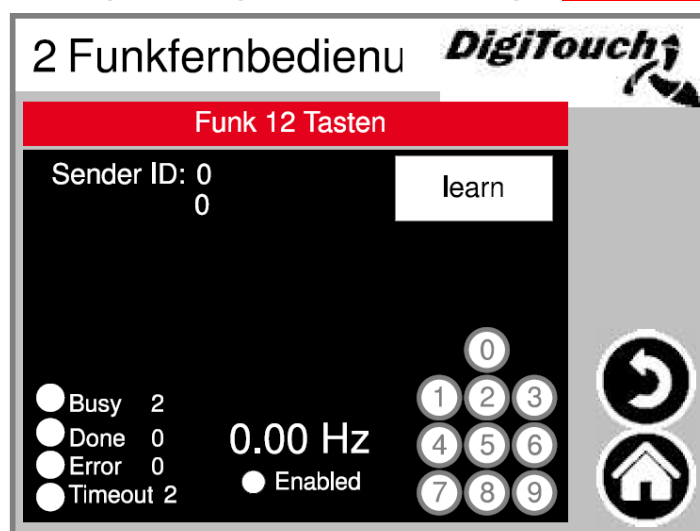 2 Funkfernbedienu
DigiTouch
Funk 12 Tasten
Sender ID: 0
0
learn
0
1 2 3
4 5 6
7 8 9
Busy 2
Done 0
Error 0
Timeout 2
0.00 Hz
Enabled